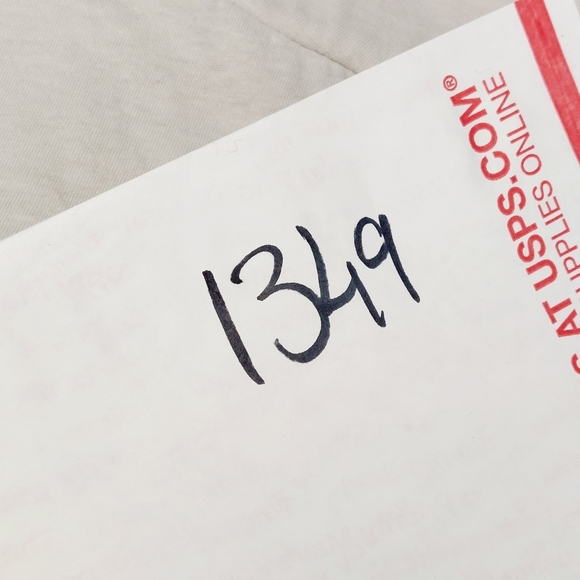 1349
AT USPS.COM®
UPPLIES ONLINE